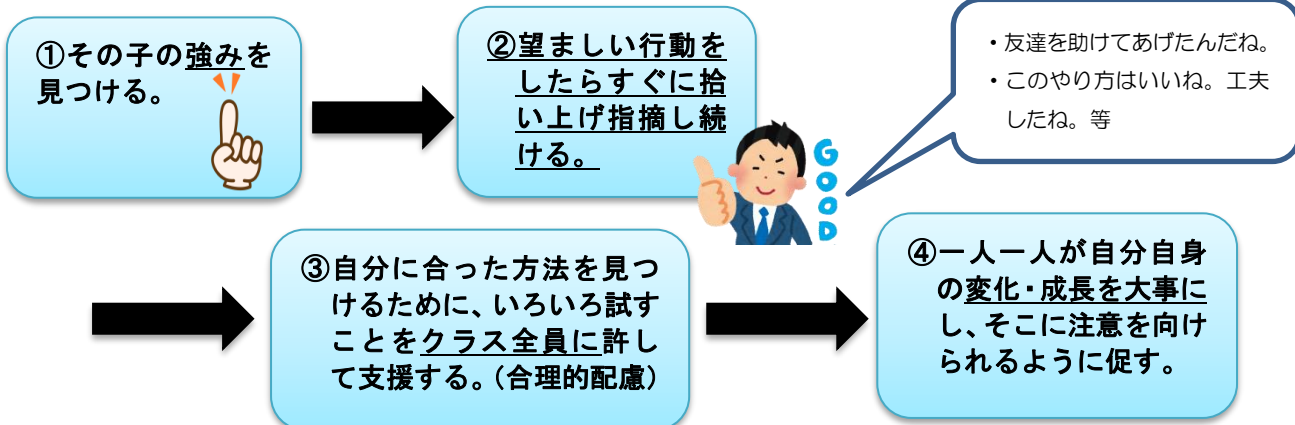 ①その子の強みを
見つける。
②望ましい行動を
したらすぐに拾
い上げ指摘し続
ける。
GOOD
・友達を助けてあげたんだね。
・このやり方はいいね。工夫
したね。等
③自分に合った方法を見つ
けるために、いろいろ試す
ことをクラス全員に許し
て支援する。(合理的配慮)
④一人一人が自分自身
の変化・成長を大事に
し、そこに注意を向け
られるように促す。